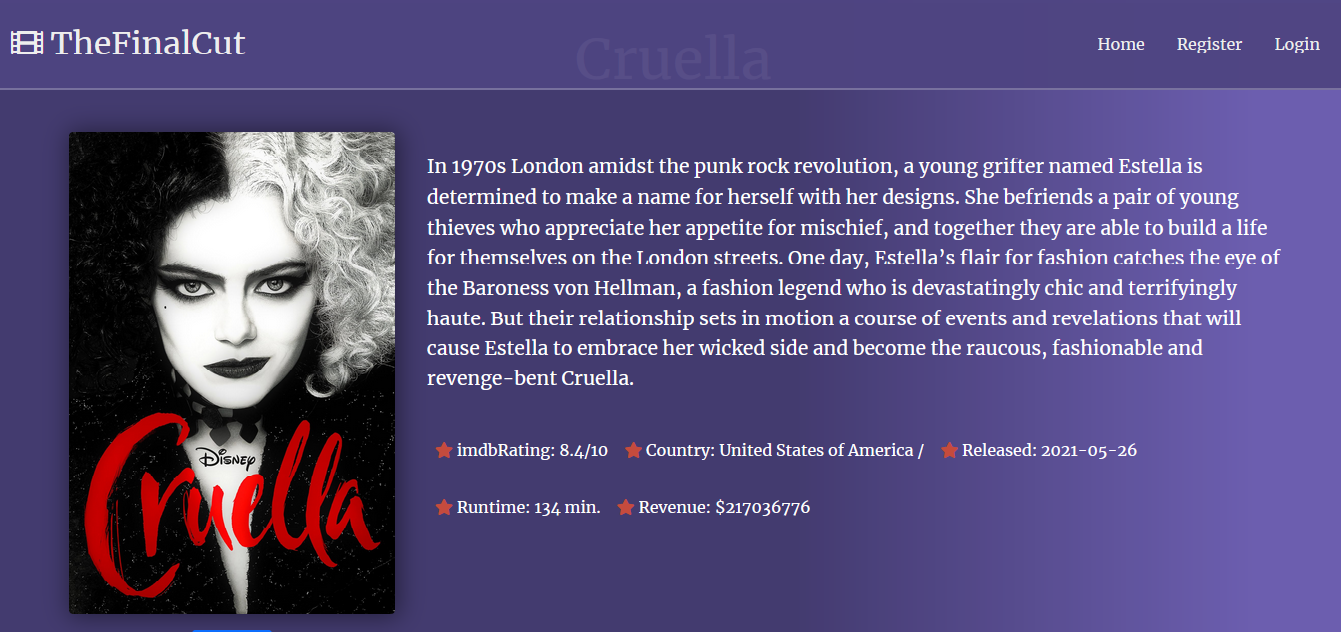 TheFinalCut
Cruella
Home Register Login
In 1970s London amidst the punk rock revolution, a young grifter named Estella is
determined to make a name for herself with her designs. She befriends a pair of young
thieves who appreciate her appetite for mischief, and together they are able to build a life
for themselves on the London streets. One day, Estella’s flair for fashion catches the eye of
the Baroness von Hellman, a fashion legend who is devastatingly chic and terrifyingly
haute. But their relationship sets in motion a course of events and revelations that will
cause Estella to embrace her wicked side and become the raucous, fashionable and
revenge-bent Cruella.
imdbRating: 8.4/10 Country: United States of America / Released: 2021-05-26
Runtime: 134 min. Revenue: $217036776
Disney
Cruella